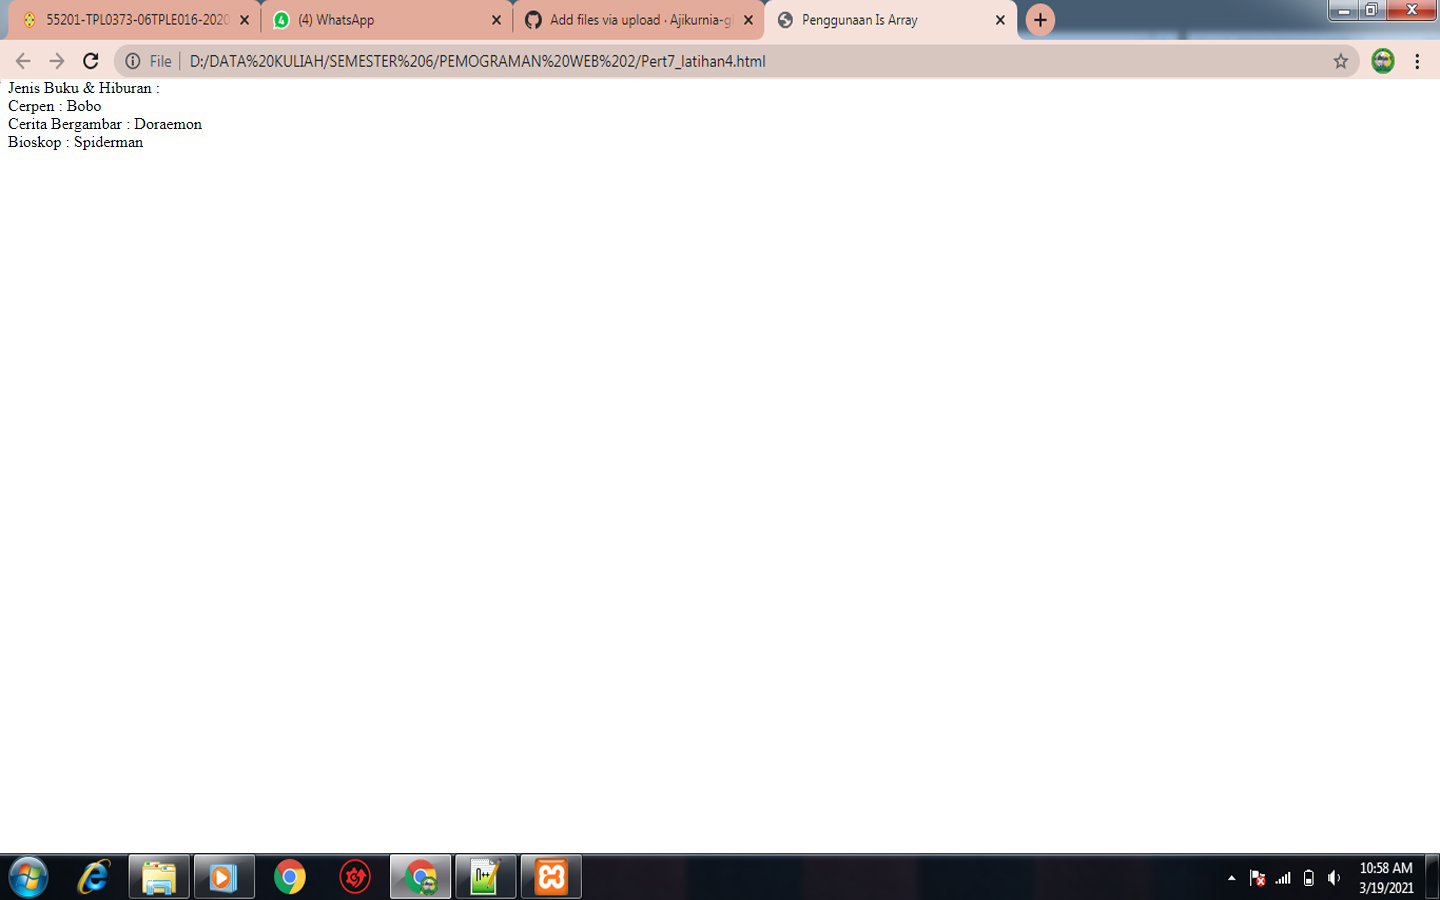 55201-TPL0373-06TPLE016-2020
(4) WhatsApp
Add files via upload · Ajikurnia-gl
Penggunaan Is Array
File
D:/DATA%20KULIAH/SEMESTER%206/PEMOGRAMAN%20WEB%202/Pert7_latihan4.html
Jenis Buku & Hiburan :
Cerpen : Bobo
Cerita Bergambar : Doraemon
Bioskop : Spiderman
10:58 AM
3/19/2021